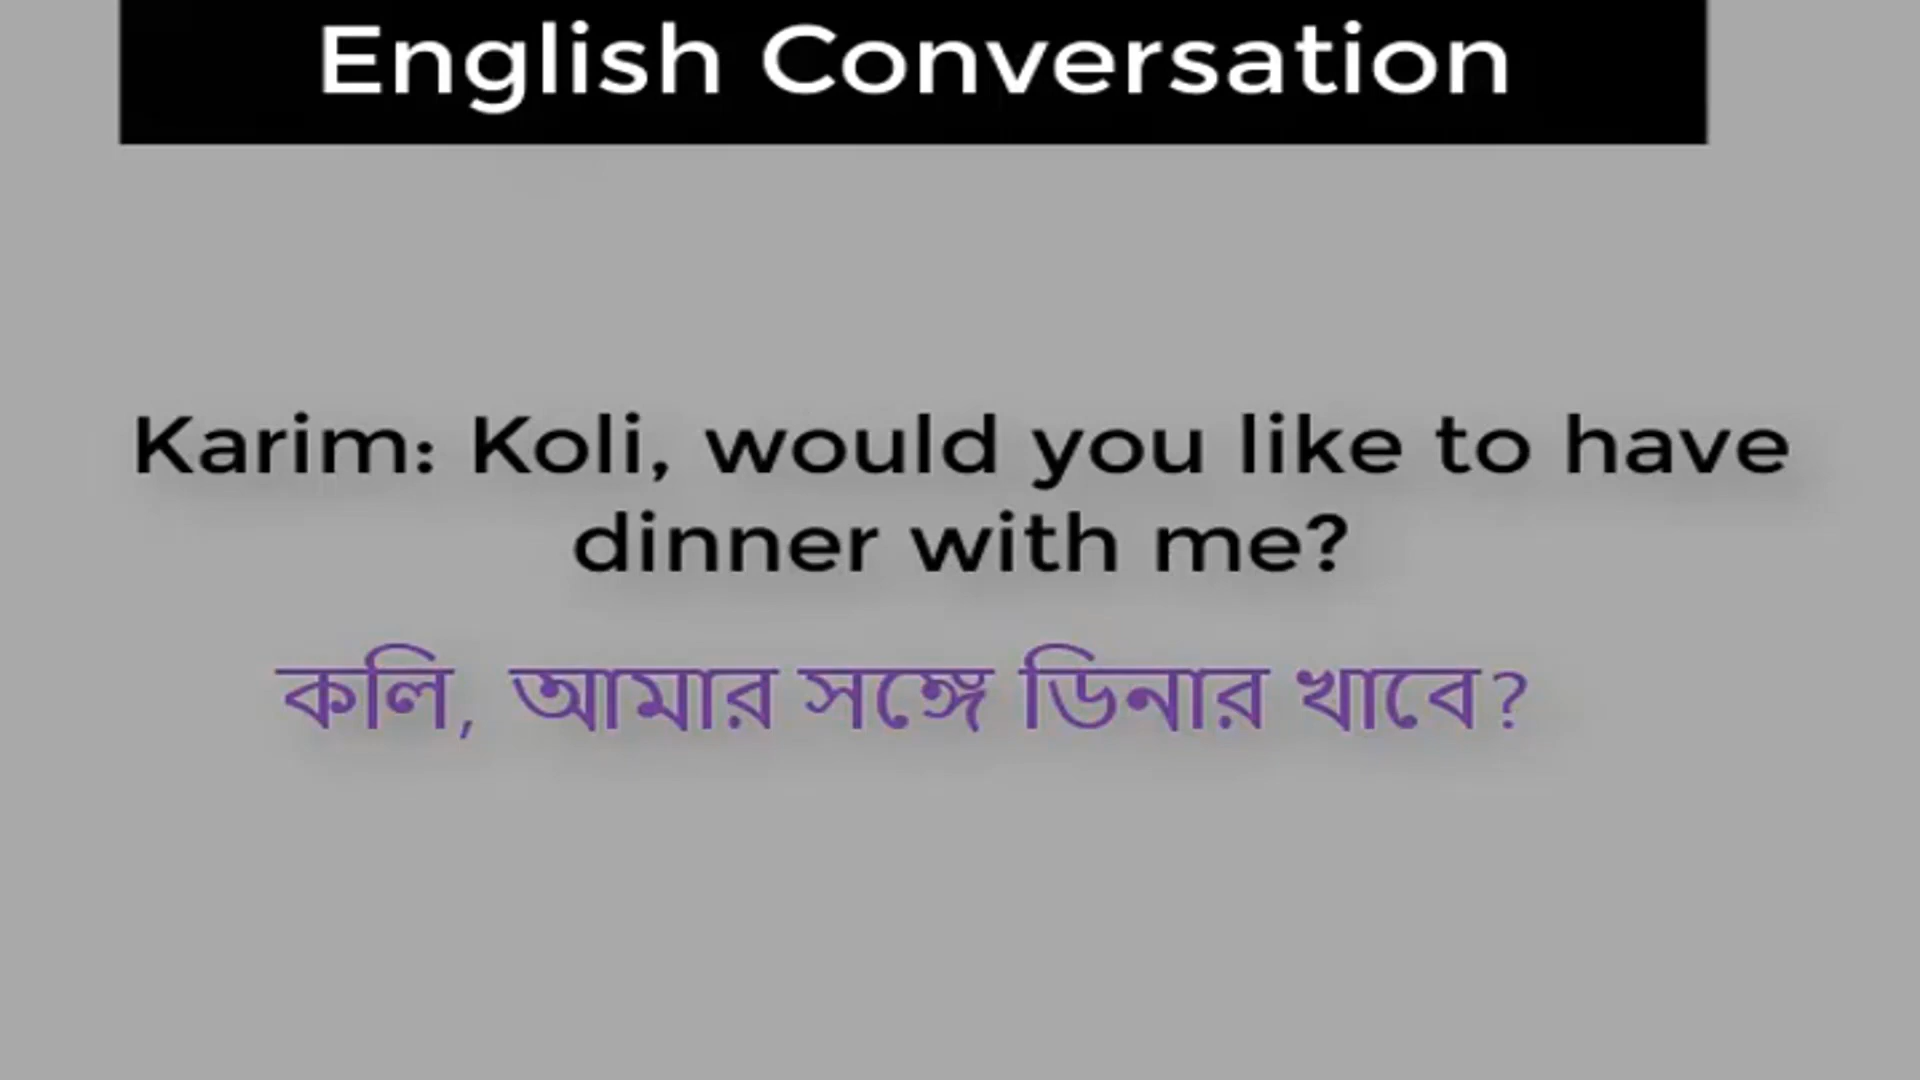 English Conversation
Karim: Koli, would you like to have
dinner with me?
কলি, আমার সঙ্গে ডিনার খাবে?